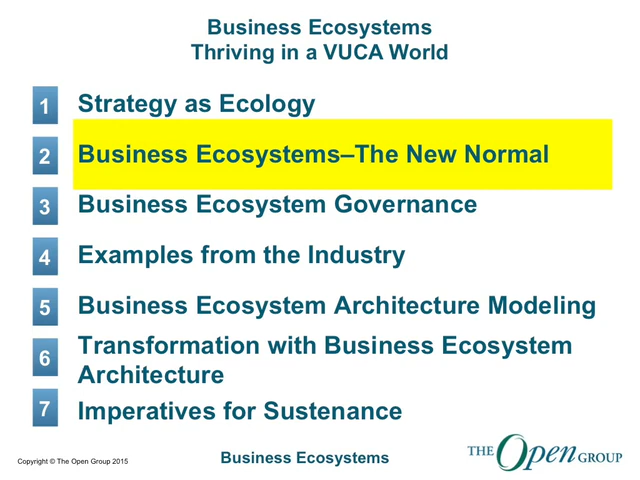 Business Ecosystems
Thriving in a VUCA World
1 Strategy as Ecology
2 Business Ecosystems–The New Normal
3 Business Ecosystem Governance
4 Examples from the Industry
5 Business Ecosystem Architecture Modeling
6 Transformation with Business Ecosystem
Architecture
7 Imperatives for Sustenance
Copyright © The Open Group 2015
Business Ecosystems
THE Open GROUP